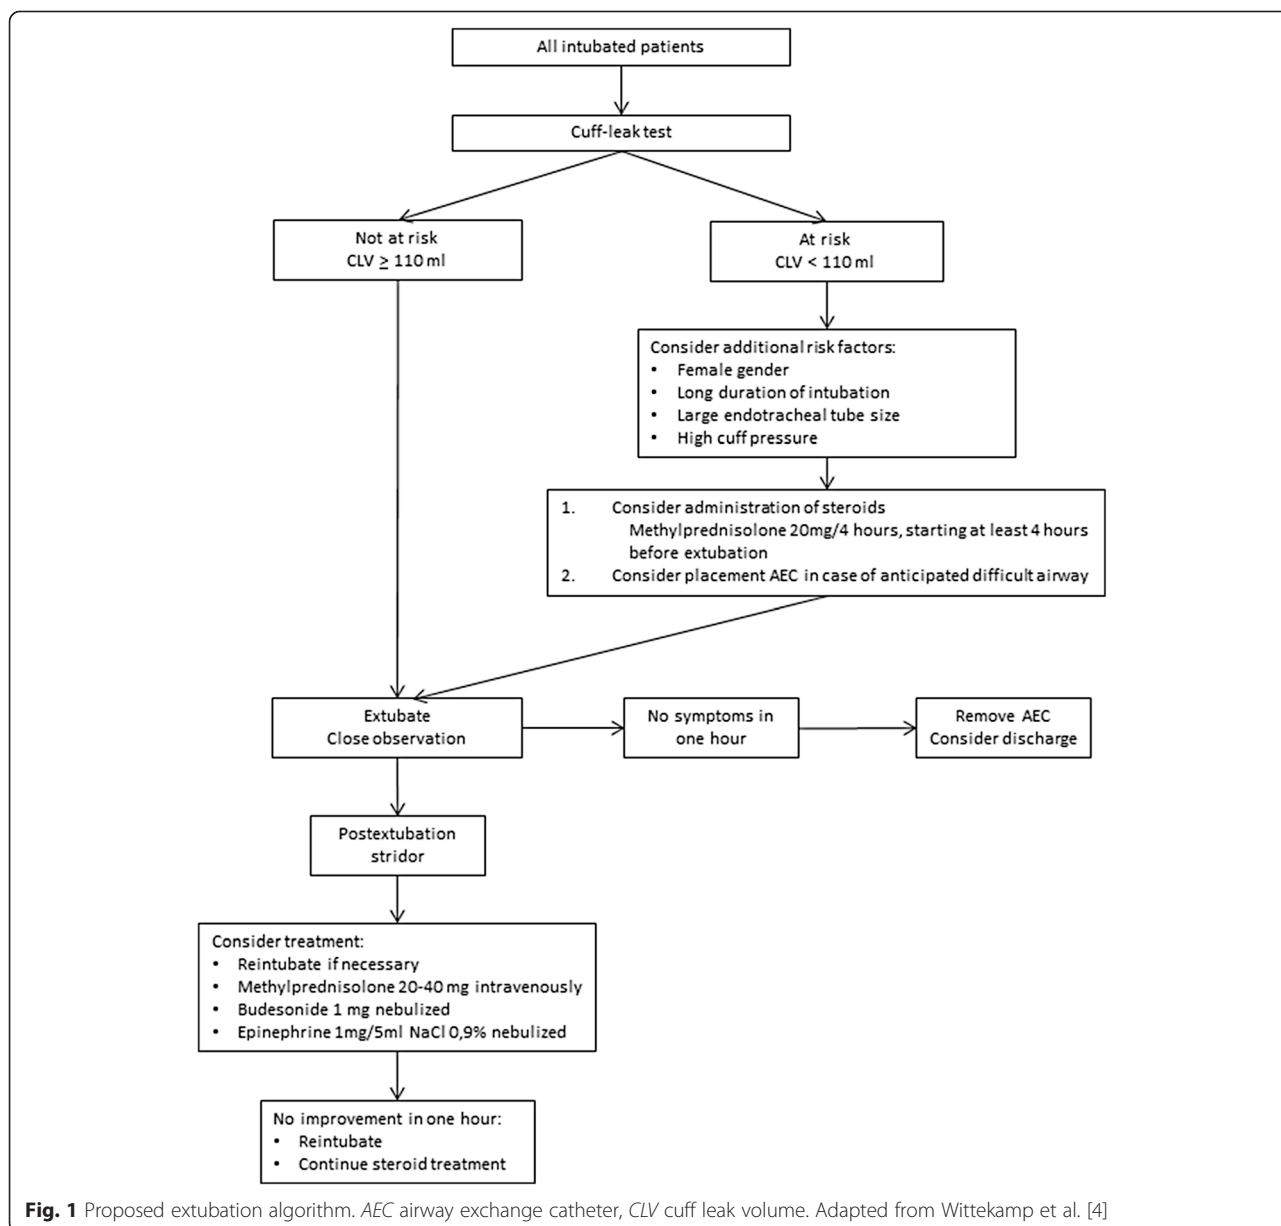 All intubated patients
Cuff-leak test
Not at risk
CLV ≥ 110 ml
At risk
CLV < 110 ml
Consider additional risk factors:
• Female gender
• Long duration of intubation
• Large endotracheal tube size
• High cuff pressure
1. Consider administration of steroids
Methylprednisolone 20mg/4 hours, starting at least 4 hours
before extubation
2. Consider placement AEC in case of anticipated difficult airway
Extubate
Close observation
No symptoms in
one hour
Remove AEC
Consider discharge
Postextubation
stridor
Consider treatment:
• Reintubate if necessary
• Methylprednisolone 20-40 mg intravenously
• Budesonide 1 mg nebulized
• Epinephrine 1mg/5ml NaCl 0,9% nebulized
No improvement in one hour:
• Reintubate
• Continue steroid treatment
Fig. 1 Proposed extubation algorithm. AEC airway exchange catheter, CLV cuff leak volume. Adapted from Wittekamp et al. [4]